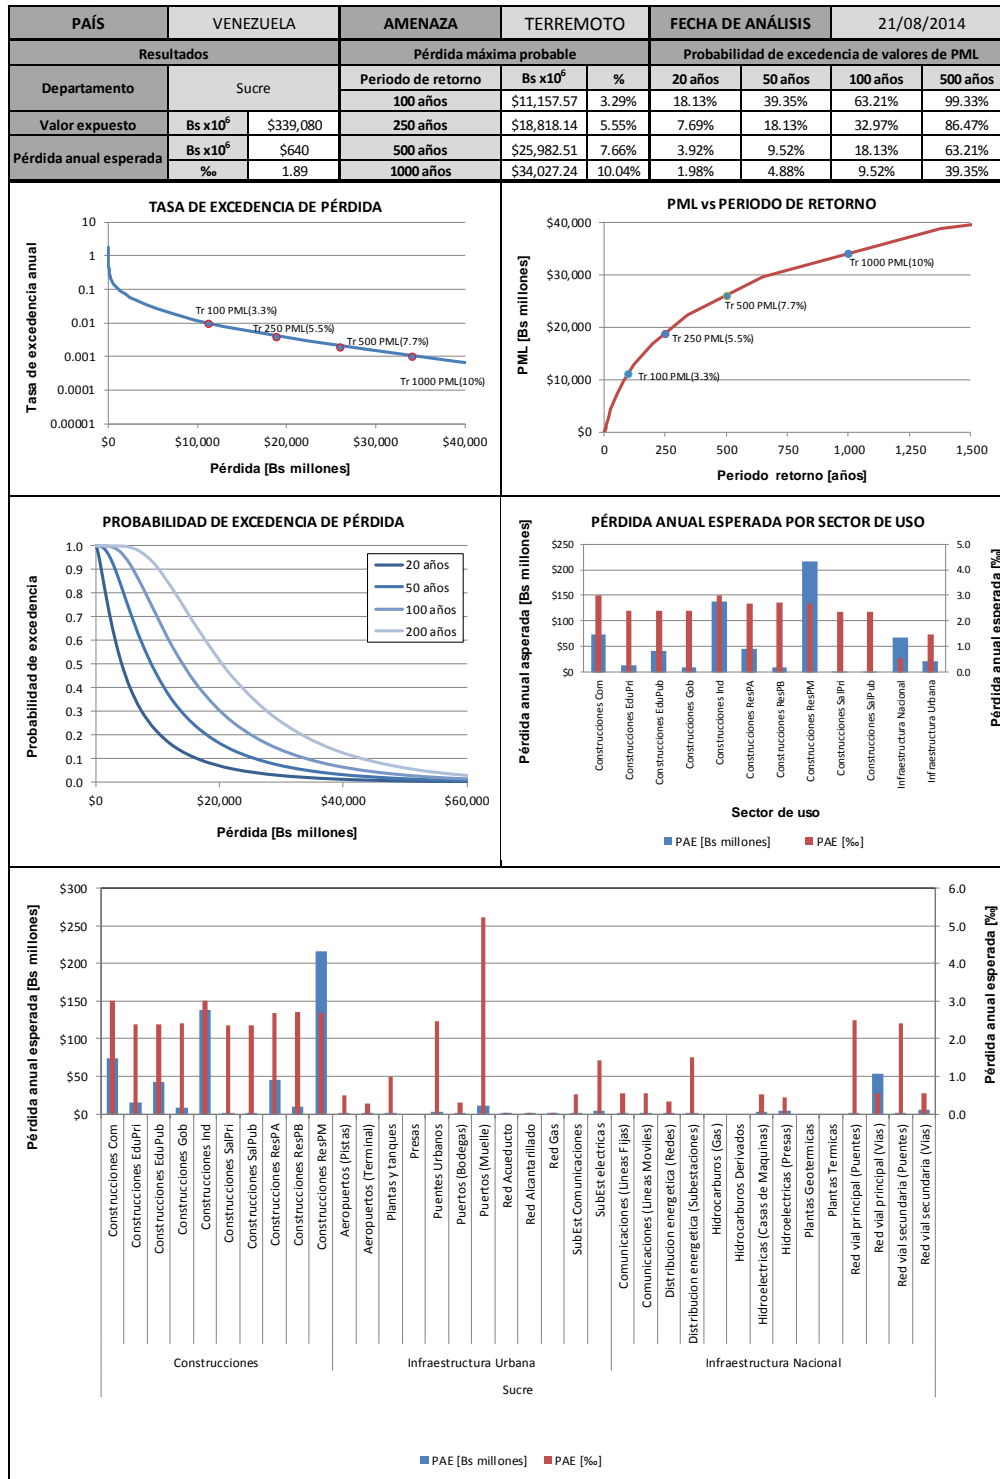 PAÍS VENEZUELA AMENAZA TERREMOTO FECHA DE ANÁLISIS 21/08/2014
Resultados Pérdida máxima probable Probabilidad de excedencia de valores de PML
Departamento Sucre Periodo de retorno Bs x10⁶ % 20 años 50 años 100 años 500 años
100 años $11,157.57 3.29% 18.13% 39.35% 63.21% 99.33%
Valor expuesto Bs x10⁶ $339,080 250 años $18,818.14 5.55% 7.69% 18.13% 32.97% 86.47%
Pérdida anual esperada Bs x10⁶ $640 500 años $25,982.51 7.66% 3.92% 9.52% 18.13% 63.21%
‰ 1.89 1000 años $34,027.24 10.04% 1.98% 4.88% 9.52% 39.35%
TASA DE EXCEDENCIA DE PÉRDIDA
Tasa de excedencia anual
10
1
0.1
0.01
0.001
0.0001
0.00001
Tr 100 PML(3.3%)
Tr 250 PML(5.5%)
Tr 500 PML(7.7%)
Tr 1000 PML(10%)
$0 $10,000 $20,000 $30,000 $40,000
Pérdida [Bs millones]
PML vs PERIODO DE RETORNO
PML [Bs millones]
$40,000
$30,000
$20,000
$10,000
$0
Tr 1000 PML(10%)
Tr 500 PML(7.7%)
Tr 250 PML(5.5%)
Tr 100 PML(3.3%)
0 250 500 750 1,000 1,250 1,500
Periodo retorno [años]
PROBABILIDAD DE EXCEDENCIA DE PÉRDIDA
Probabilidad de excedencia
1.0
0.9
0.8
0.7
0.6
0.5
0.4
0.3
0.2
0.1
0.0
20 años
50 años
100 años
200 años
$0 $20,000 $40,000 $60,000
Pérdida [Bs millones]
PÉRDIDA ANUAL ESPERADA POR SECTOR DE USO
Pérdida anual asperada [Bs millones]
$250
$200
$150
$100
$50
$0
5.0
4.0
3.0
2.0
1.0
0.0
Pérdida anual esperada [‰]
Construcciones Com
Construcciones EduPri
Construcciones EduPub
Construcciones Gob
Construcciones Ind
Construcciones ResPA
Construcciones ResPB
Construcciones ResPM
Construcciones SalPri
Construcciones SalPub
Infraestructura Nacional
Infraestructura Urbana
Sector de uso
PAE [Bs millones] PAE [‰]
Pérdida anual esperada [Bs millones]
$300
$250
$200
$150
$100
$50
$0
6.0
5.0
4.0
3.0
2.0
1.0
0.0
Pérdida anual esperada [‰]
Construcciones Com
Construcciones EduPri
Construcciones EduPub
Construcciones Gob
Construcciones Ind
Construcciones SalPri
Construcciones SalPub
Construcciones ResPA
Construcciones ResPB
Construcciones ResPM
Aeropuertos (Pistas)
Aeropuertos (Terminal)
Plantas y tanques
Presas
Puentes Urbanos
Puertos (Bodegas)
Puertos (Muelle)
Red Acueducto
Red Alcantarillado
Red Gas
SubEst Comunicaciones
SubEst electricas
Comunicaciones (Lineas Fijas)
Comunicaciones (Lineas Moviles)
Distribucion energetica (Redes)
Distribucion energetica (Subestaciones)
Hidrocarburos (Gas)
Hidrocarburos Derivados
Hidroelectricas (Casas de Maquinas)
Hidroelectricas (Presas)
Plantas Geotermicas
Plantas Termicas
Red vial principal (Puentes)
Red vial principal (Vias)
Red vial secundaria (Puentes)
Red vial secundaria (Vias)
Construcciones Infraestructura Urbana Infraestructura Nacional
Sucre
PAE [Bs millones] PAE [‰]